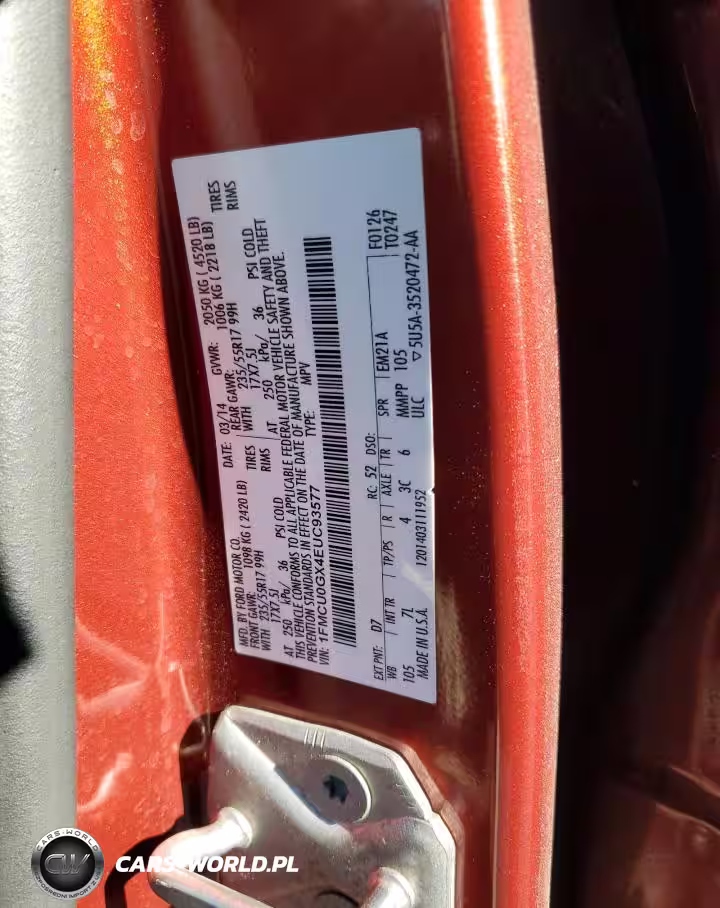 MFD. BY FORD MOTOR CO. DATE: 03/14 GVWR: 2050 KG ( 4520 LB)
FRONT GAWR: 1098 KG ( 2420 LB) REAR GAWR: 1006 KG ( 2218 LB)
WITH 235/55R17 99H TIRES WITH 235/55R17 99H TIRES
17X7.5J RIMS 17X7.5J RIMS
AT 250 kPa/ 36 PSI COLD AT 250 kPa/ 36 PSI COLD
THIS VEHICLE CONFORMS TO ALL APPLICABLE FEDERAL MOTOR VEHICLE SAFETY AND THEFT
PREVENTION STANDARDS IN EFFECT ON THE DATE OF MANUFACTURE SHOWN ABOVE.
VIN: 1FMCU0GX4EUC93577 TYPE: MPV
F0126
T0247
EXT PNT: D7 RC: 52 DSO:
WB INT TR TP/PS R AXLE TR SPR EM21A
105 7L 4 3C 6 MMPP 105
MADE IN U.S.A. 1201403111952 ULC ▽5U5A-3520472-AA
CARS-WORLD
CW
CARS-WORLD.PL